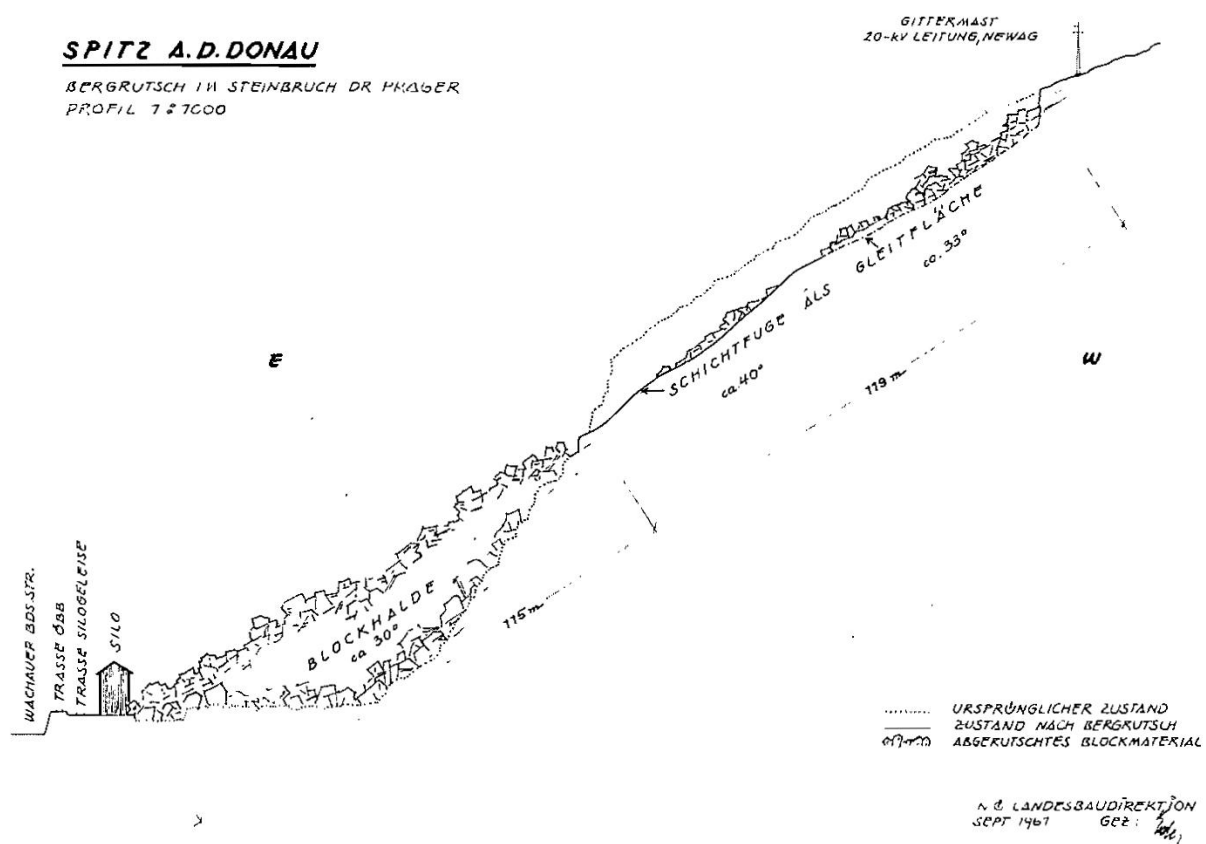 SPITZ A.D.DONAU
BERGRUTSCH IM STEINBRUCH DR PRAGER
PROFIL 1:1000
GITTERMAST
20-KV LEITUNG, NEWAG
E
W
SCHICHTFUGE ALS GLEITFLÄCHE
ca. 33°
ca 40°
119 m
115 m
BLOCKHALDE
ca 30°
WACHAUER BDS.STR.
TRASSE ÖBB
TRASSE SILOGELEISE
SILO
URSPRÜNGLICHER ZUSTAND
ZUSTAND NACH BERGRUTSCH
ABGERUTSCHTES BLOCKMATERIAL
N Ö LANDESBAUDIREKTION
SEPT 1961 GEZ: